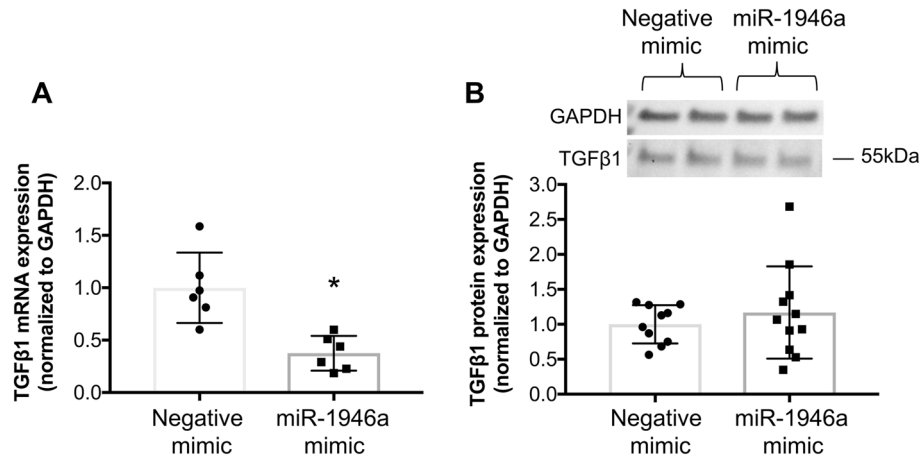 A
TGFβ1 mRNA expression
(normalized to GAPDH)
2.0
1.5
1.0
0.5
0.0
*
Negative
mimic
miR-1946a
mimic
B
Negative
mimic
miR-1946a
mimic
GAPDH
TGFβ1
55kDa
TGFβ1 protein expression
(normalized to GAPDH)
3.0
2.5
2.0
1.5
1.0
0.5
0.0
Negative
mimic
miR-1946a
mimic